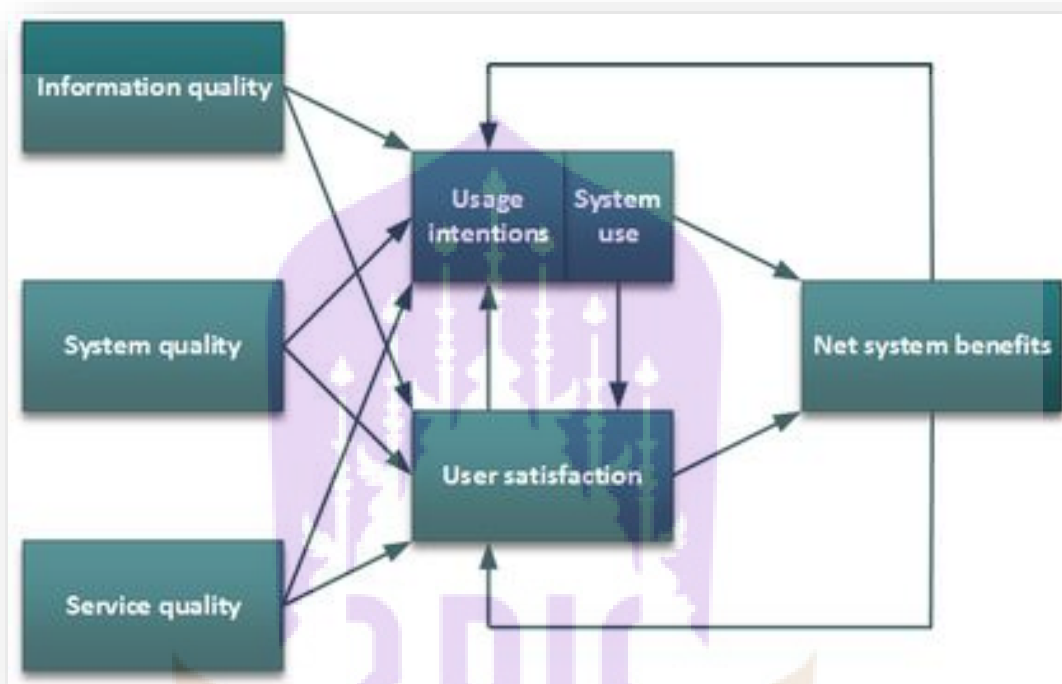 Information quality
Usage
intentions
System
use
System quality
Net system benefits
User satisfaction
Service quality